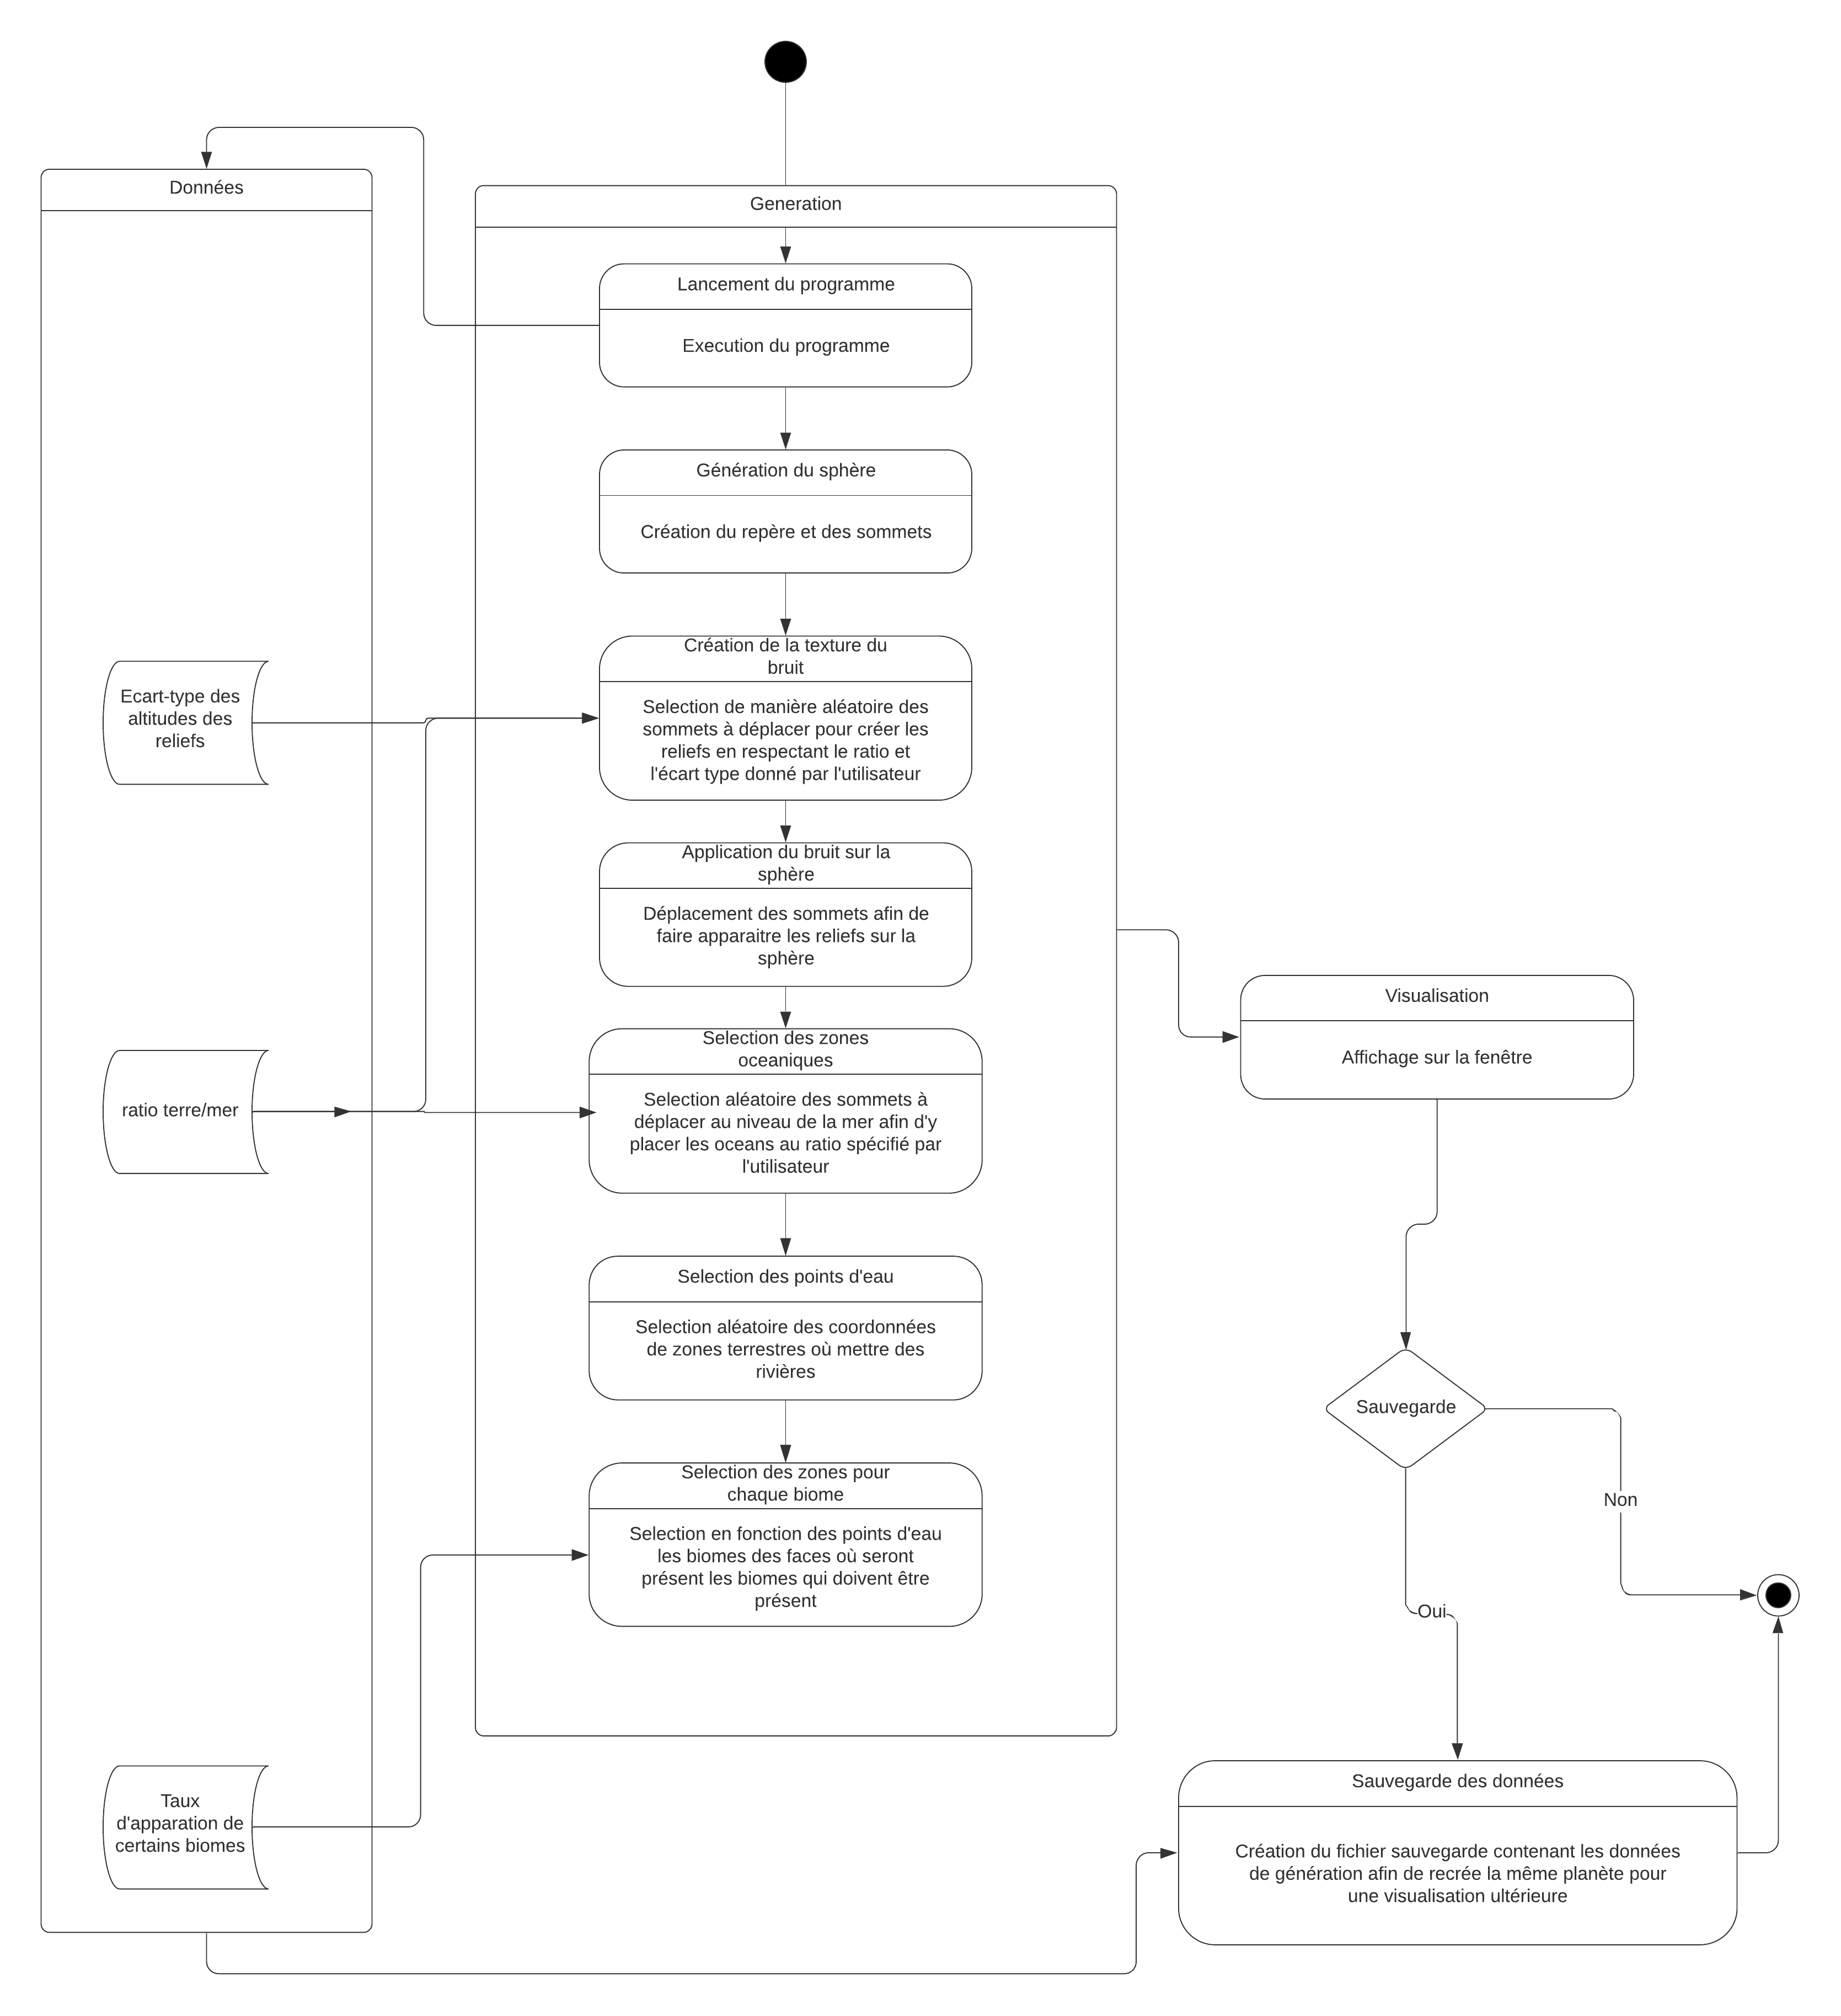 Données
Geńeration
Lancement du programme
Execution du programme
Génération du sphère
Création du repère et des sommets
Création de la texture du
bruit
Selection de manière aléatoire des
sommets à déplacer pour créer les
reliefs en respectant le ratio et
l'écart type donné par l'utilisateur
Ecart-type des
altitudes des
reliefs
Application du bruit sur la
sphère
Déplacement des sommets afin de
faire apparaitre les reliefs sur la
sphère
Visualisation
Affichage sur la fenêtre
Selection des zones
oceaniques
Selection aléatoire des sommets à
déplacer au niveau de la mer afin d'y
placer les oceans au ratio spécifié par
l'utilisateur
ratio terre/mer
Selection des points d'eau
Selection aléatoire des coordonnées
de zones terrestres où mettre des
rivières
Sauvegarde
Non
Oui
Selection des zones pour
chaque biome
Selection en fonction des points d'eau
les biomes des faces où seront
présent les biomes qui doivent être
présent
Taux
d'apparation de
certains biomes
Sauvegarde des données
Création du fichier sauvegarde contenant les données
de génération afin de recrée la même planète pour
une visualisation ultérieure